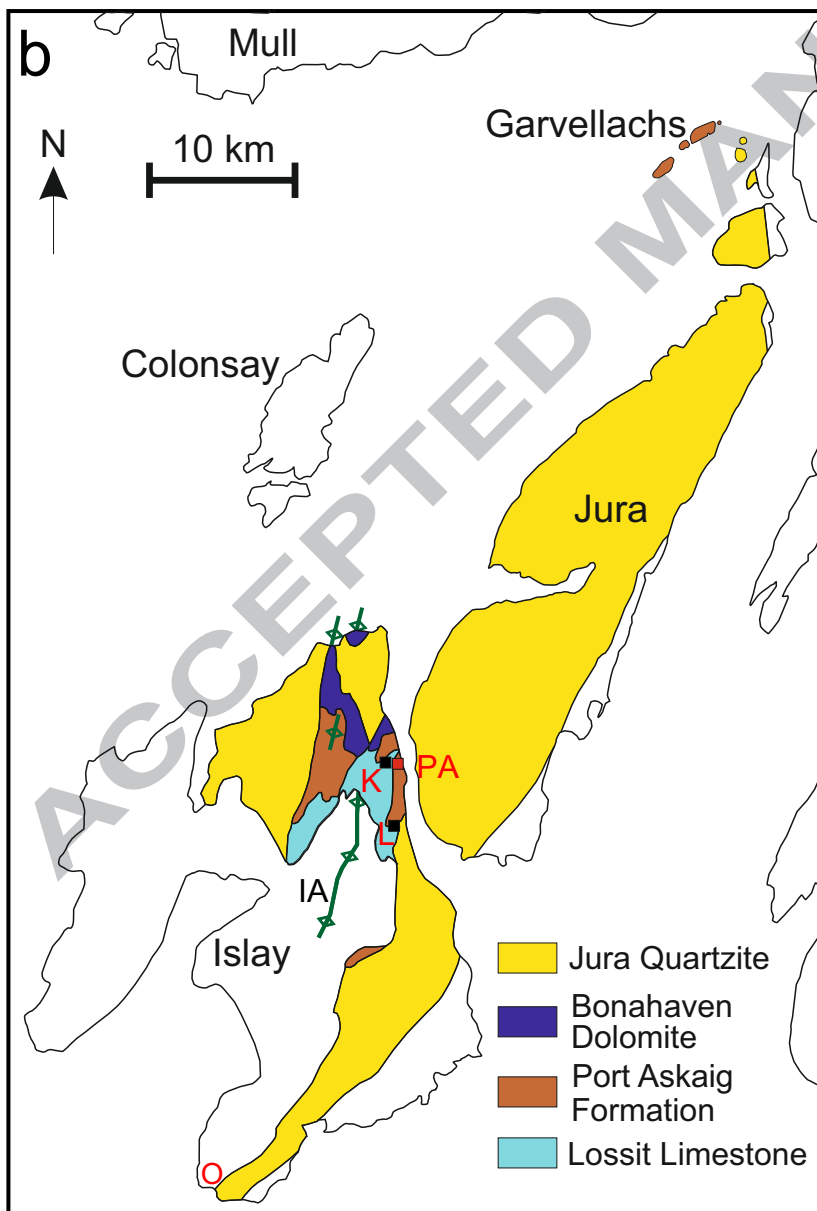 b
Mull
Garvellachs
N
10 km
Colonsay
Jura
PA
K
L
IA
Islay
Jura Quartzite
Bonahaven
Dolomite
Port Askaig
Formation
Lossit Limestone
O
ACCEPTED MAN